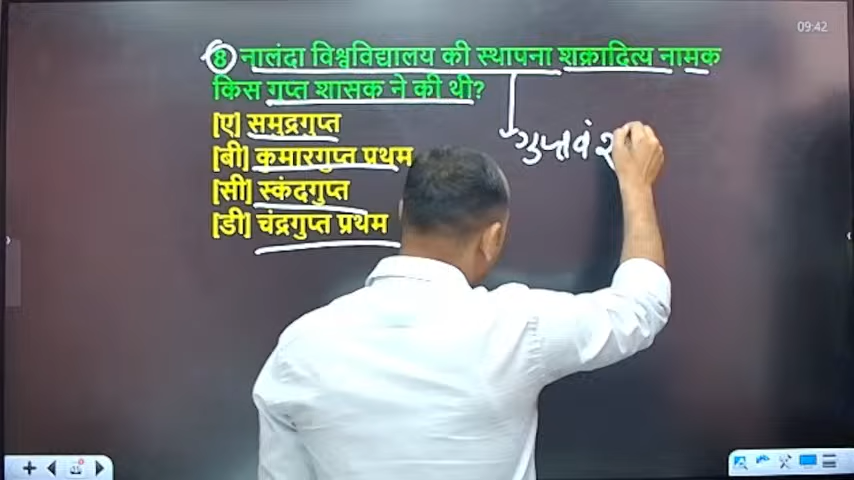 09:42
8 नालंदा विश्वविद्यालय की स्थापना शक्रादित्य नामक
किस गुप्त शासक ने की थी?
[ए] समुद्रगुप्त
[बी] कुमारगुप्त प्रथम
[सी] स्कंदगुप्त
[डी] चंद्रगुप्त प्रथम
गुप्तवंश